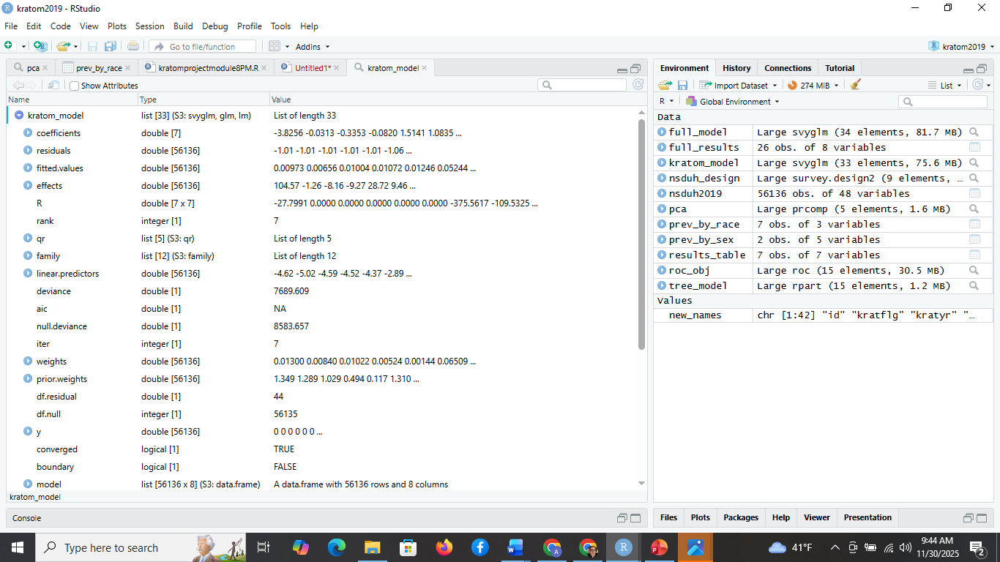 kratom2019 - RStudio
File Edit Code View Plots Session Build Debug Profile Tools Help
Go to file/function Addins kratom2019
pca prev_by_race kratomprojectmodule8PM.R Untitled1* kratom_model
Show Attributes
Name Type Value
kratom_model list [33] (S3: svyglm, glm, lm) List of length 33
coefficients double [7] -3.8256 -0.0313 -0.3353 -0.0820 1.5141 1.0835 ...
residuals double [56136] -1.01 -1.01 -1.01 -1.01 -1.01 -1.06 ...
fitted.values double [56136] 0.00973 0.00656 0.01004 0.01072 0.01246 0.05244 ...
effects double [56136] 104.57 -1.26 -8.16 -9.27 28.72 9.46 ...
R double [7 x 7] -27.7991 0.0000 0.0000 0.0000 0.0000 0.0000 -375.5617 -109.5325 ...
rank integer [1] 7
qr list [5] (S3: qr) List of length 5
family list [12] (S3: family) List of length 12
linear.predictors double [56136] -4.62 -5.02 -4.59 -4.52 -4.37 -2.89 ...
deviance double [1] 7689.609
aic double [1] NA
null.deviance double [1] 8583.657
iter integer [1] 7
weights double [56136] 0.01300 0.00840 0.01022 0.00524 0.00144 0.06509 ...
prior.weights double [56136] 1.349 1.289 1.029 0.494 0.117 1.310 ...
df.residual double [1] 44
df.null integer [1] 56135
y double [56136] 0 0 0 0 0 0 ...
converged logical [1] TRUE
boundary logical [1] FALSE
model list [56136 x 8] (S3: data.frame) A data.frame with 56136 rows and 8 columns
kratom_model
Console
Environment History Connections Tutorial
Import Dataset 274 MiB List
R Global Environment
Data
full_model Large svyglm (34 elements, 81.7 MB)
full_results 26 obs. of 8 variables
kratom_model Large svyglm (33 elements, 75.6 MB)
nsduh_design Large survey.design2 (9 elements, …
nsduh2019 56136 obs. of 48 variables
pca Large prcomp (5 elements, 1.6 MB)
prev_by_race 7 obs. of 3 variables
prev_by_sex 2 obs. of 5 variables
results_table 7 obs. of 7 variables
roc_obj Large roc (15 elements, 30.5 MB)
tree_model Large rpart (15 elements, 1.2 MB)
Values
new_names chr [1:42] "id" "kratflg" "kratyr" "…
Files Plots Packages Help Viewer Presentation
Type here to search
41°F
9:44 AM
11/30/2025
2